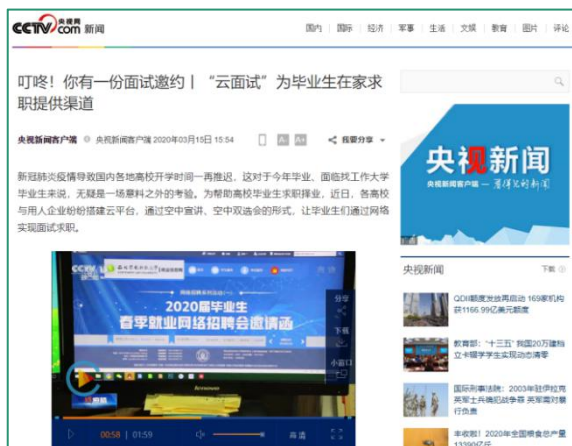 CCTV com 央视网 新闻
国内 国际 经济 军事 生活 文娱 教育 图片 评论
叮咚！你有一份面试邀约丨“云面试”为毕业生在家求
职提供渠道
央视新闻客户端 央视新闻客户端 2020年03月15日 15:54 A- A+ 我要分享
新冠肺炎疫情导致国内各地高校开学时间一再推迟，这对于今年毕业、面临找工作大学
毕业生来说，无疑是一场意料之外的考验。为帮助高校毕业生求职择业，近日，各高校
与用人企业纷纷搭建云平台，通过空中宣讲、空中双选会的形式，让毕业生们通过网络
实现面试求职。
CCTV
2020届毕业生
春季就业网络招聘会邀请函
分享
下载
小窗口
lenovo
00:58 | 01:59 高清
央视新闻
央视新闻客户端
央视新闻 下载
QDII额度发放再启动 169家机构
获1166.99亿美元额度
教育部：“十三五”我国20万建档
立卡辍学学生实现动态清零
国际刑事法院：2003年驻伊拉克
英军士兵确犯战争罪 英军需对暴
行负责
丰收啦！2020年全国粮食总产量
13390亿斤